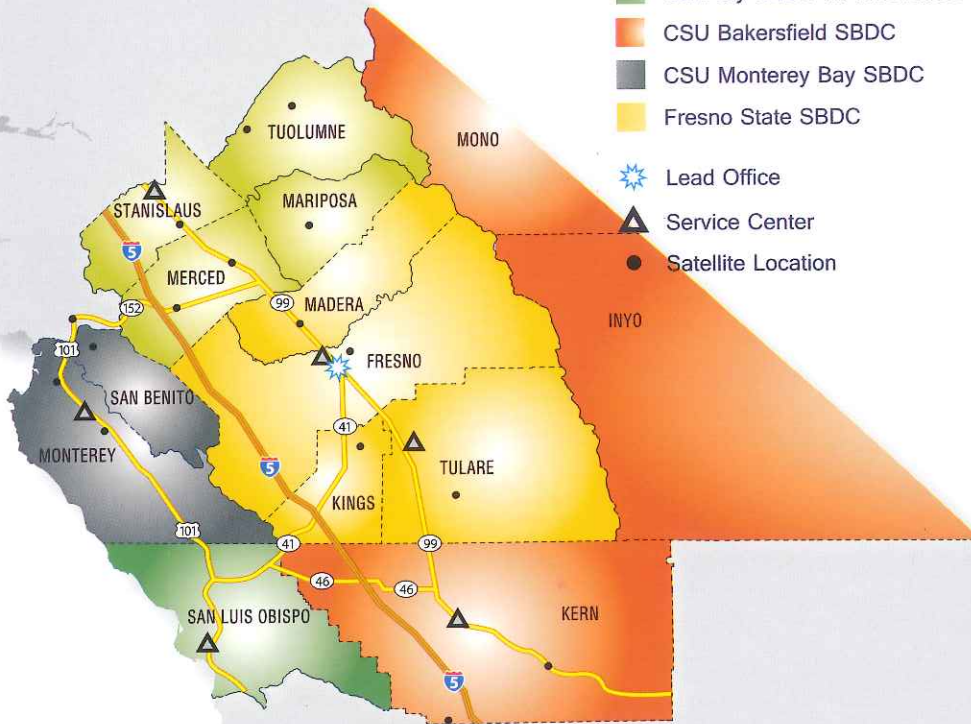 CSU Bakersfield SBDC
CSU Monterey Bay SBDC
Fresno State SBDC
Lead Office
Service Center
Satellite Location
TUOLUMNE
MONO
MARIPOSA
STANISLAUS
5
MERCED
152
99
MADERA
INYO
101
FRESNO
SAN BENITO
41
MONTEREY
5
TULARE
KINGS
101
41
99
46
46
SAN LUIS OBISPO
KERN
5